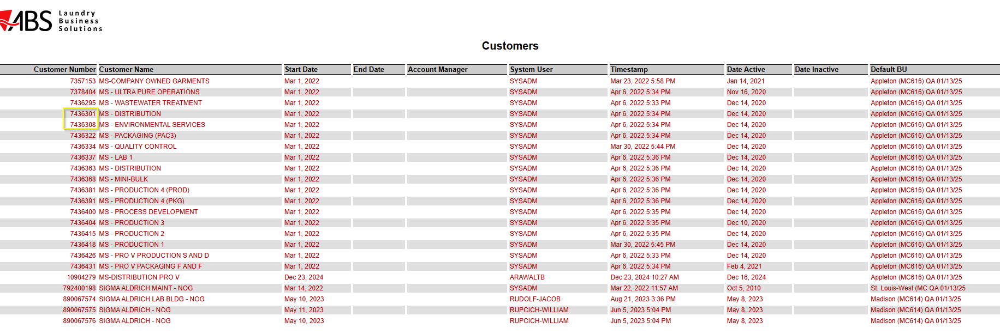 ABS Laundry
Business
Solutions
Customers
Customer Number Customer Name Start Date End Date Account Manager System User Timestamp Date Active Date Inactive Default BU
7357153 MS-COMPANY OWNED GARMENTS Mar 1, 2022 SYSADM Mar 23, 2022 5:58 PM Jan 14, 2021 Appleton (MC616) QA 01/13/25
7378404 MS - ULTRA PURE OPERATIONS Mar 1, 2022 SYSADM Apr 6, 2022 5:34 PM Nov 16, 2020 Appleton (MC616) QA 01/13/25
7436295 MS - WASTEWATER TREATMENT Mar 1, 2022 SYSADM Apr 6, 2022 5:33 PM Dec 14, 2020 Appleton (MC616) QA 01/13/25
7436301 MS - DISTRIBUTION Mar 1, 2022 SYSADM Apr 6, 2022 5:34 PM Dec 14, 2020 Appleton (MC616) QA 01/13/25
7436308 MS - ENVIRONMENTAL SERVICES Mar 1, 2022 SYSADM Apr 6, 2022 5:34 PM Dec 14, 2020 Appleton (MC616) QA 01/13/25
7436322 MS - PACKAGING (PAC3) Mar 1, 2022 SYSADM Apr 6, 2022 5:34 PM Dec 14, 2020 Appleton (MC616) QA 01/13/25
7436334 MS - QUALITY CONTROL Mar 1, 2022 SYSADM Mar 30, 2022 5:44 PM Dec 14, 2020 Appleton (MC616) QA 01/13/25
7436337 MS - LAB 1 Mar 1, 2022 SYSADM Apr 6, 2022 5:36 PM Dec 14, 2020 Appleton (MC616) QA 01/13/25
7436363 MS - DISTRIBUTION Mar 1, 2022 SYSADM Apr 6, 2022 5:36 PM Dec 14, 2020 Appleton (MC616) QA 01/13/25
7436368 MS - MINI-BULK Mar 1, 2022 SYSADM Apr 6, 2022 5:36 PM Dec 14, 2020 Appleton (MC616) QA 01/13/25
7436381 MS - PRODUCTION 4 (PROD) Mar 1, 2022 SYSADM Apr 6, 2022 5:36 PM Dec 14, 2020 Appleton (MC616) QA 01/13/25
7436391 MS - PRODUCTION 4 (PKG) Mar 1, 2022 SYSADM Apr 6, 2022 5:36 PM Dec 14, 2020 Appleton (MC616) QA 01/13/25
7436400 MS - PROCESS DEVELOPMENT Mar 1, 2022 SYSADM Apr 6, 2022 5:35 PM Dec 14, 2020 Appleton (MC616) QA 01/13/25
7436404 MS - PRODUCTION 3 Mar 1, 2022 SYSADM Apr 6, 2022 5:35 PM Dec 10, 2020 Appleton (MC616) QA 01/13/25
7436415 MS - PRODUCTION 2 Mar 1, 2022 SYSADM Apr 6, 2022 5:35 PM Dec 14, 2020 Appleton (MC616) QA 01/13/25
7436418 MS - PRODUCTION 1 Mar 1, 2022 SYSADM Mar 30, 2022 5:45 PM Dec 14, 2020 Appleton (MC616) QA 01/13/25
7436426 MS - PRO V PRODUCTION S AND D Mar 1, 2022 SYSADM Apr 6, 2022 5:33 PM Dec 14, 2020 Appleton (MC616) QA 01/13/25
7436431 MS - PRO V PACKAGING F AND F Mar 1, 2022 SYSADM Apr 6, 2022 5:34 PM Feb 4, 2021 Appleton (MC616) QA 01/13/25
10904279 MS-DISTRIBUTION PRO V Dec 23, 2024 ARAWALTB Dec 23, 2024 10:27 AM Dec 16, 2024 Appleton (MC616) QA 01/13/25
792400198 SIGMA ALDRICH MAINT - NOG Mar 14, 2022 SYSADM Mar 22, 2022 11:57 AM Oct 5, 2010 St. Louis-West (MC QA 01/13/25
890067574 SIGMA ALDRICH LAB BLDG - NOG May 10, 2023 RUDOLF-JACOB Aug 21, 2023 3:36 PM May 8, 2023 Madison (MC614) QA 01/13/25
890067575 SIGMA ALDRICH - NOG May 11, 2023 RUPCICH-WILLIAM Jun 5, 2023 5:04 PM May 8, 2023 Madison (MC614) QA 01/13/25
890067576 SIGMA ALDRICH - NOG May 10, 2023 RUPCICH-WILLIAM Jun 5, 2023 5:04 PM May 8, 2023 Madison (MC614) QA 01/13/25